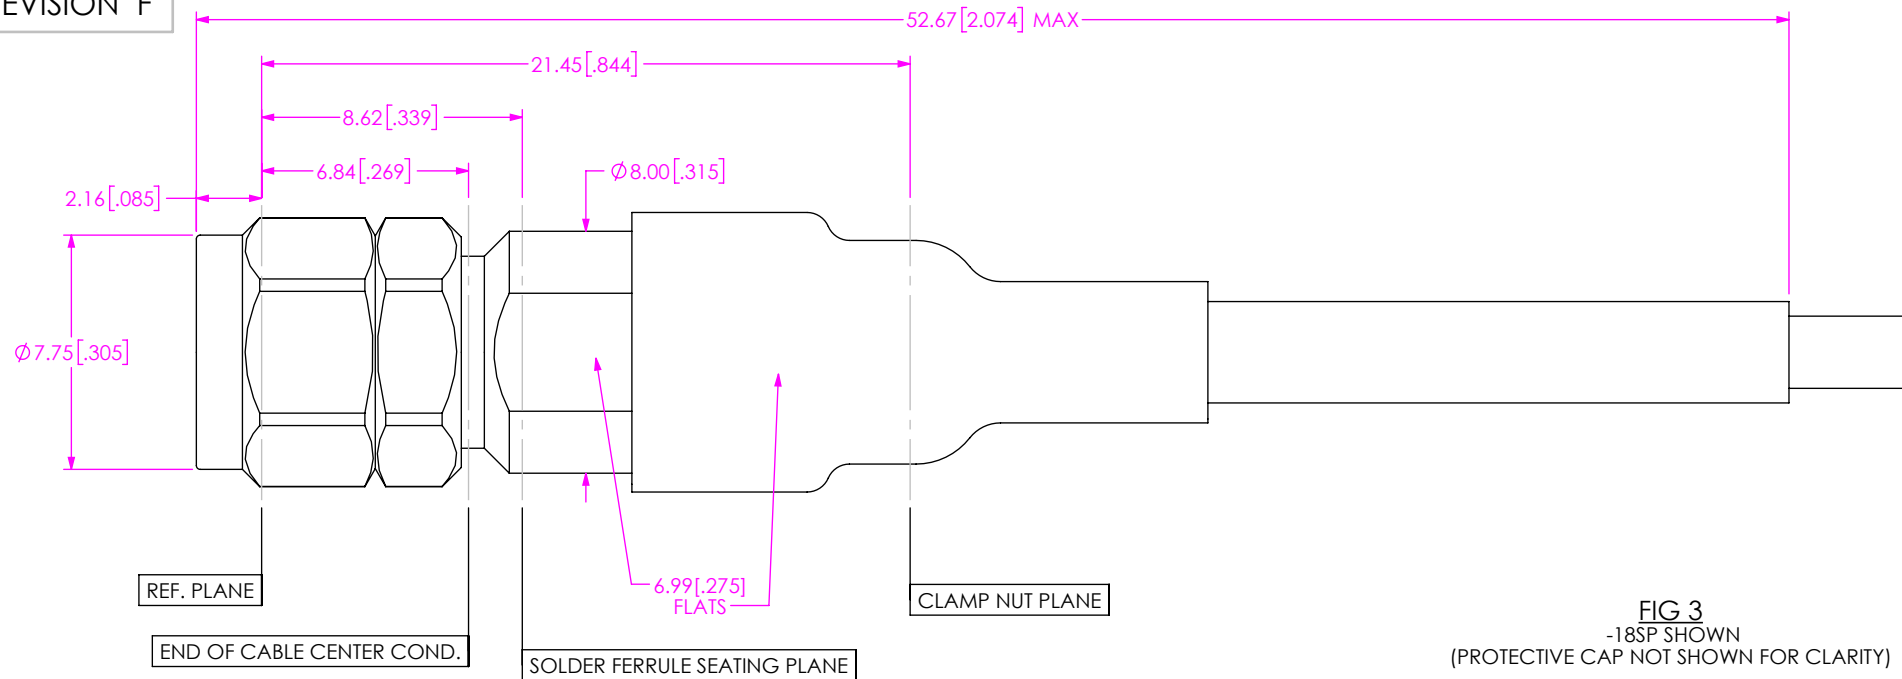 EVISION F
52.67[2.074] MAX
21.45[.844]
8.62[.339]
6.84[.269]
Ø8.00[.315]
2.16[.085]
Ø7.75[.305]
6.99[.275]
FLATS
REF. PLANE
CLAMP NUT PLANE
END OF CABLE CENTER COND.
SOLDER FERRULE SEATING PLANE
FIG 3
-18SP SHOWN
(PROTECTIVE CAP NOT SHOWN FOR CLARITY)